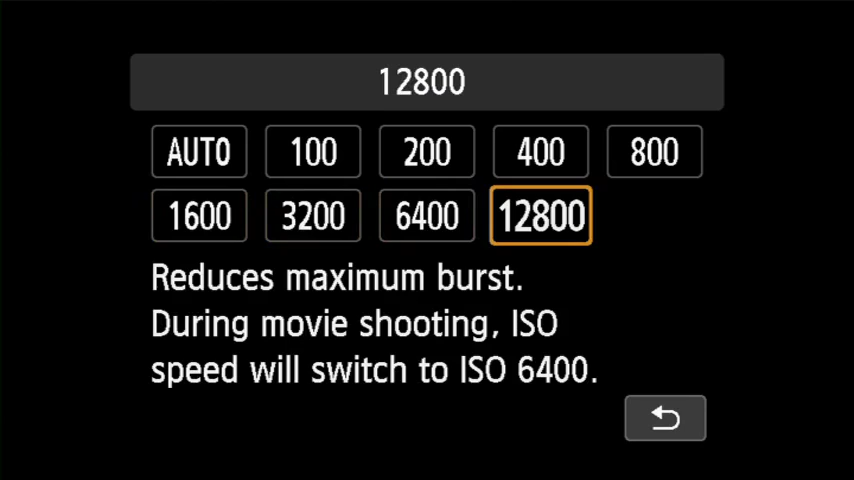 12800
AUTO 100 200 400 800
1600 3200 6400 12800
Reduces maximum burst.
During movie shooting, ISO
speed will switch to ISO 6400.